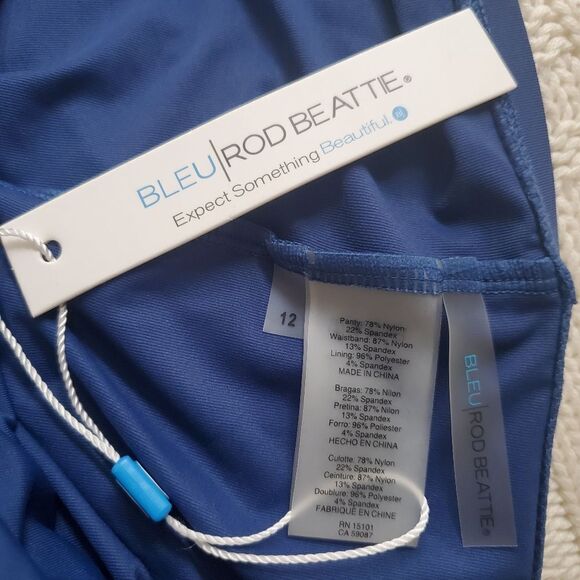 BLEU|ROD BEATTIE®
Expect Something Beautiful.
12
Panty: 78% Nylon
22% Spandex
Waistband: 87% Nylon
13% Spandex
Lining: 96% Polyester
4% Spandex
MADE IN CHINA
Bragas: 78% Nilon
22% Spandex
Pretina: 87% Nilon
13% Spandex
Forro: 96% Poliester
4% Spandex
HECHO EN CHINA
Culotte: 78% Nylon
22% Spandex
Ceinture: 87% Nylon
13% Spandex
Doublure: 96% Polyester
4% Spandex
FABRIQUÉ EN CHINE
RN 15101
CA 59087
BLEU|ROD BEATTIE®